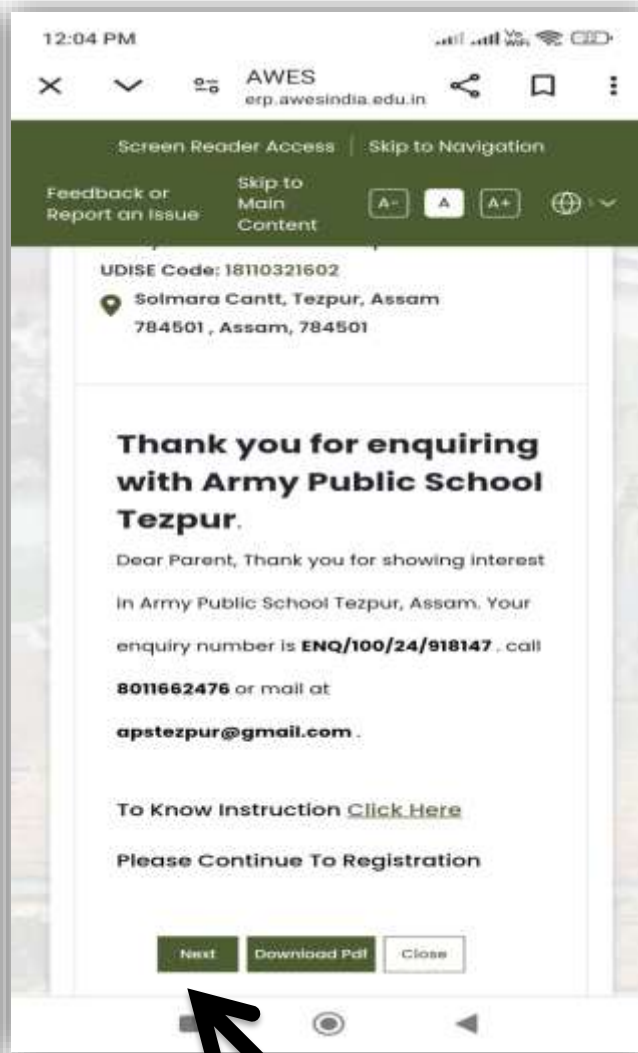 12:04 PM
AWES
erp.awesindia.edu.in
Screen Reader Access | Skip to Navigation
Feedback or
Report an Issue
Skip to
Main
Content
A-
A
A+
UDISE Code: 18110321602
Solmara Cantt, Tezpur, Assam
784501 , Assam, 784501
Thank you for enquiring
with Army Public School
Tezpur.
Dear Parent, Thank you for showing interest
in Army Public School Tezpur, Assam. Your
enquiry number is ENQ/100/24/918147 . call
8011662476 or mail at
apstezpur@gmail.com .
To Know Instruction Click Here
Please Continue To Registration
Next
Download Pdf
Close